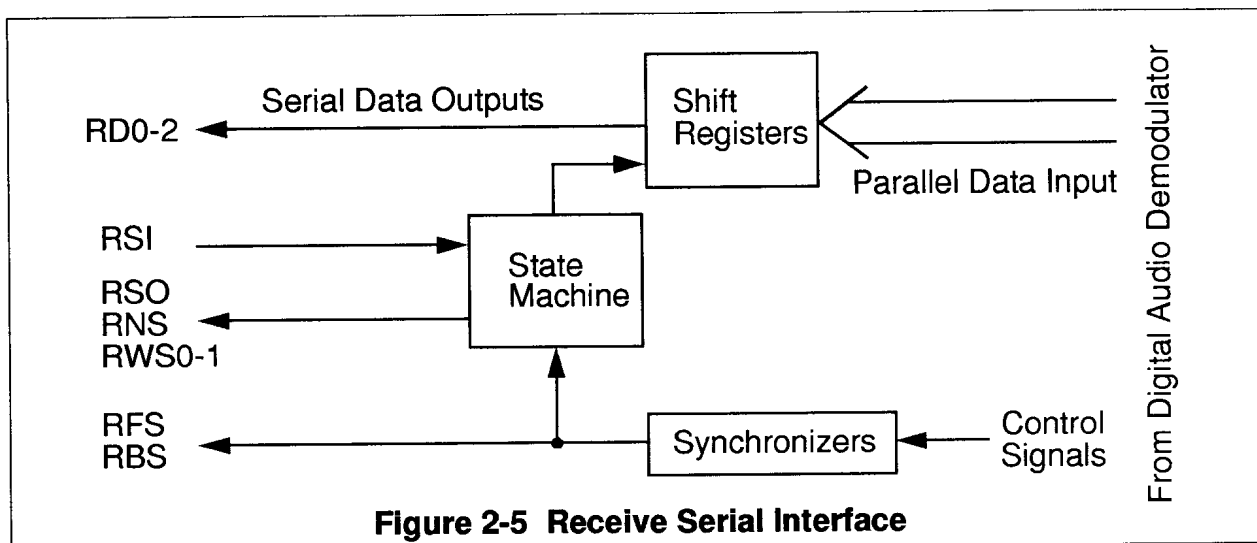 Serial Data Outputs
RD0-2
Shift
Registers
Parallel Data Input
RSI
State
Machine
RSO
RNS
RWS0-1
RFS
RBS
Synchronizers
Control
Signals
From Digital Audio Demodulator
Figure 2-5 Receive Serial Interface